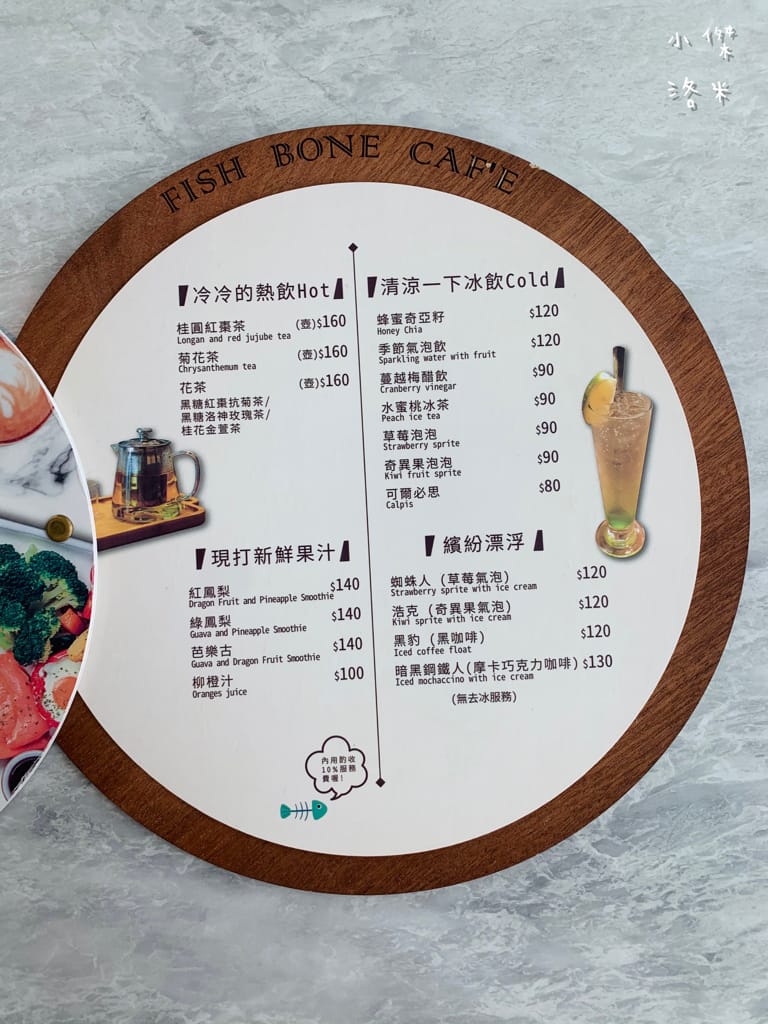 小傑
洛米
FISH BONE CAF'E
冷冷的熱飲Hot
桂圓紅棗茶 (壺)$160
Longan and red jujube tea
菊花茶 (壺)$160
Chrysanthemum tea
花茶 (壺)$160
黑糖紅棗抗菊茶/
黑糖洛神玫瑰茶/
桂花金萱茶
現打新鮮果汁
紅鳳梨 $140
Dragon Fruit and Pineapple Smoothie
綠鳳梨 $140
Guava and Pineapple Smoothie
芭樂古 $140
Guava and Dragon Fruit Smoothie
柳橙汁 $100
Oranges juice
清涼一下冰飲Cold
蜂蜜奇亞籽 $120
Honey Chia
季節氣泡飲 $120
Sparkling water with fruit
蔓越梅醋飲 $90
Cranberry vinegar
水蜜桃冰茶 $90
Peach ice tea
草莓泡泡 $90
Strawberry sprite
奇異果泡泡 $90
Kiwi fruit sprite
可爾必思 $80
Calpis
繽紛漂浮
蜘蛛人 (草莓氣泡) $120
Strawberry sprite with ice cream
浩克 (奇異果氣泡) $120
Kiwi sprite with ice cream
黑豹 (黑咖啡) $120
Iced coffee float
暗黑鋼鐵人(摩卡巧克力咖啡) $130
Iced mochaccino with ice cream
(無去冰服務)
內用酌收
10%服務
費喔!